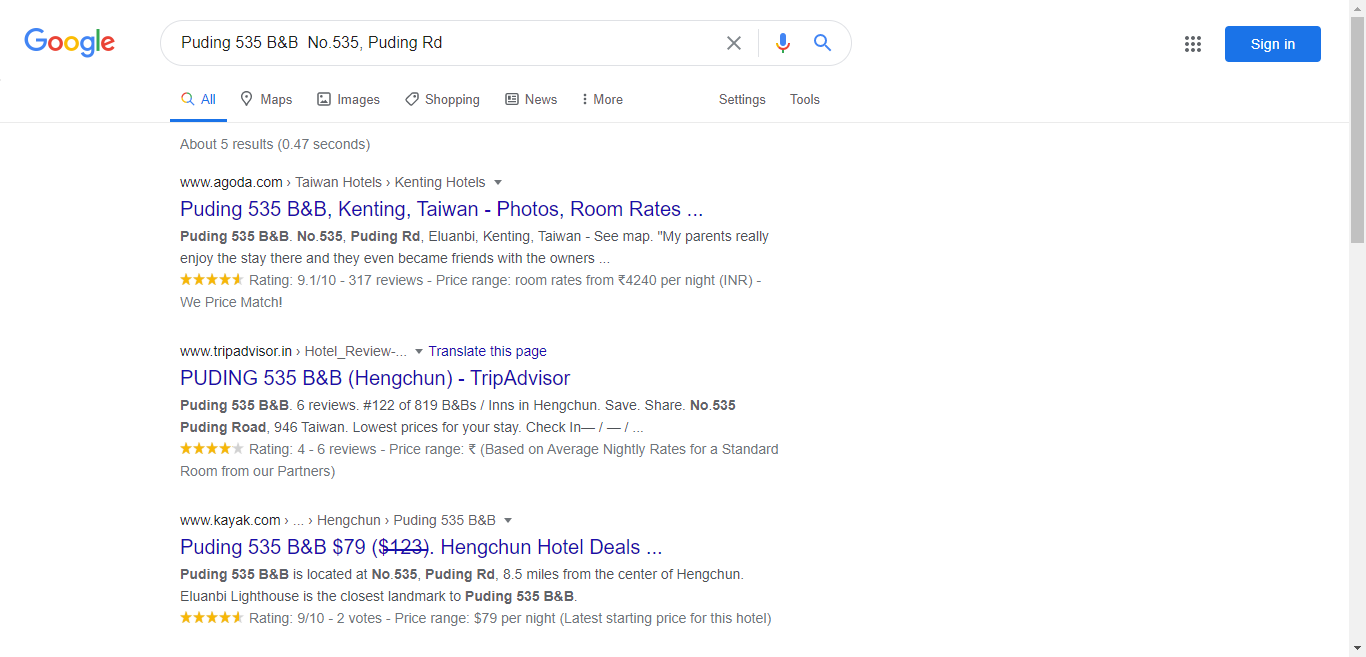 Google
Puding 535 B&B  No.535, Puding Rd
Sign in
All Maps Images Shopping News More Settings Tools
About 5 results (0.47 seconds)
www.agoda.com › Taiwan Hotels › Kenting Hotels
Puding 535 B&B, Kenting, Taiwan - Photos, Room Rates ...
Puding 535 B&B. No.535, Puding Rd, Eluanbi, Kenting, Taiwan - See map. "My parents really
enjoy the stay there and they even became friends with the owners ...
Rating: 9.1/10 - 317 reviews - Price range: room rates from ₹4240 per night (INR) -
We Price Match!
www.tripadvisor.in › Hotel_Review-... Translate this page
PUDING 535 B&B (Hengchun) - TripAdvisor
Puding 535 B&B. 6 reviews. #122 of 819 B&Bs / Inns in Hengchun. Save. Share. No.535
Puding Road, 946 Taiwan. Lowest prices for your stay. Check In— / — / ...
Rating: 4 - 6 reviews - Price range: ₹ (Based on Average Nightly Rates for a Standard
Room from our Partners)
www.kayak.com › ... › Hengchun › Puding 535 B&B
Puding 535 B&B $79 ($123). Hengchun Hotel Deals ...
Puding 535 B&B is located at No.535, Puding Rd, 8.5 miles from the center of Hengchun.
Eluanbi Lighthouse is the closest landmark to Puding 535 B&B.
Rating: 9/10 - 2 votes - Price range: $79 per night (Latest starting price for this hotel)